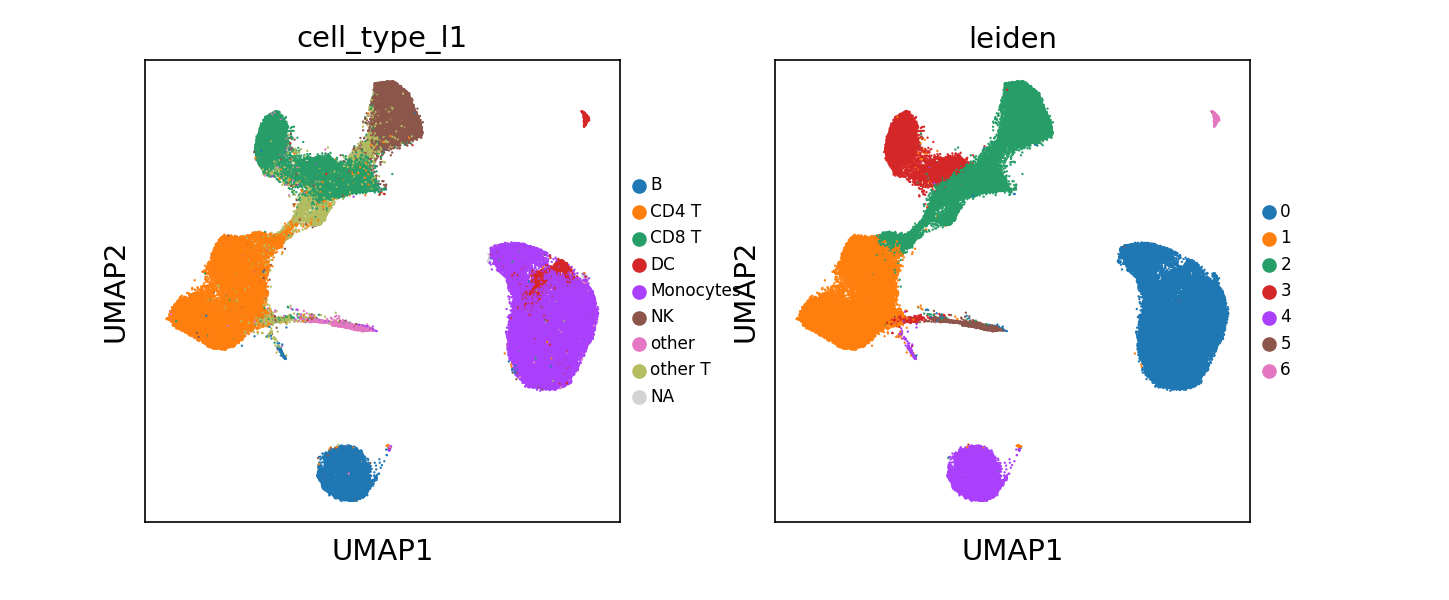 cell_type_l1
UMAP2
UMAP1
B
CD4 T
CD8 T
DC
Monocytes
NK
other
other T
NA
leiden
UMAP2
UMAP1
0
1
2
3
4
5
6